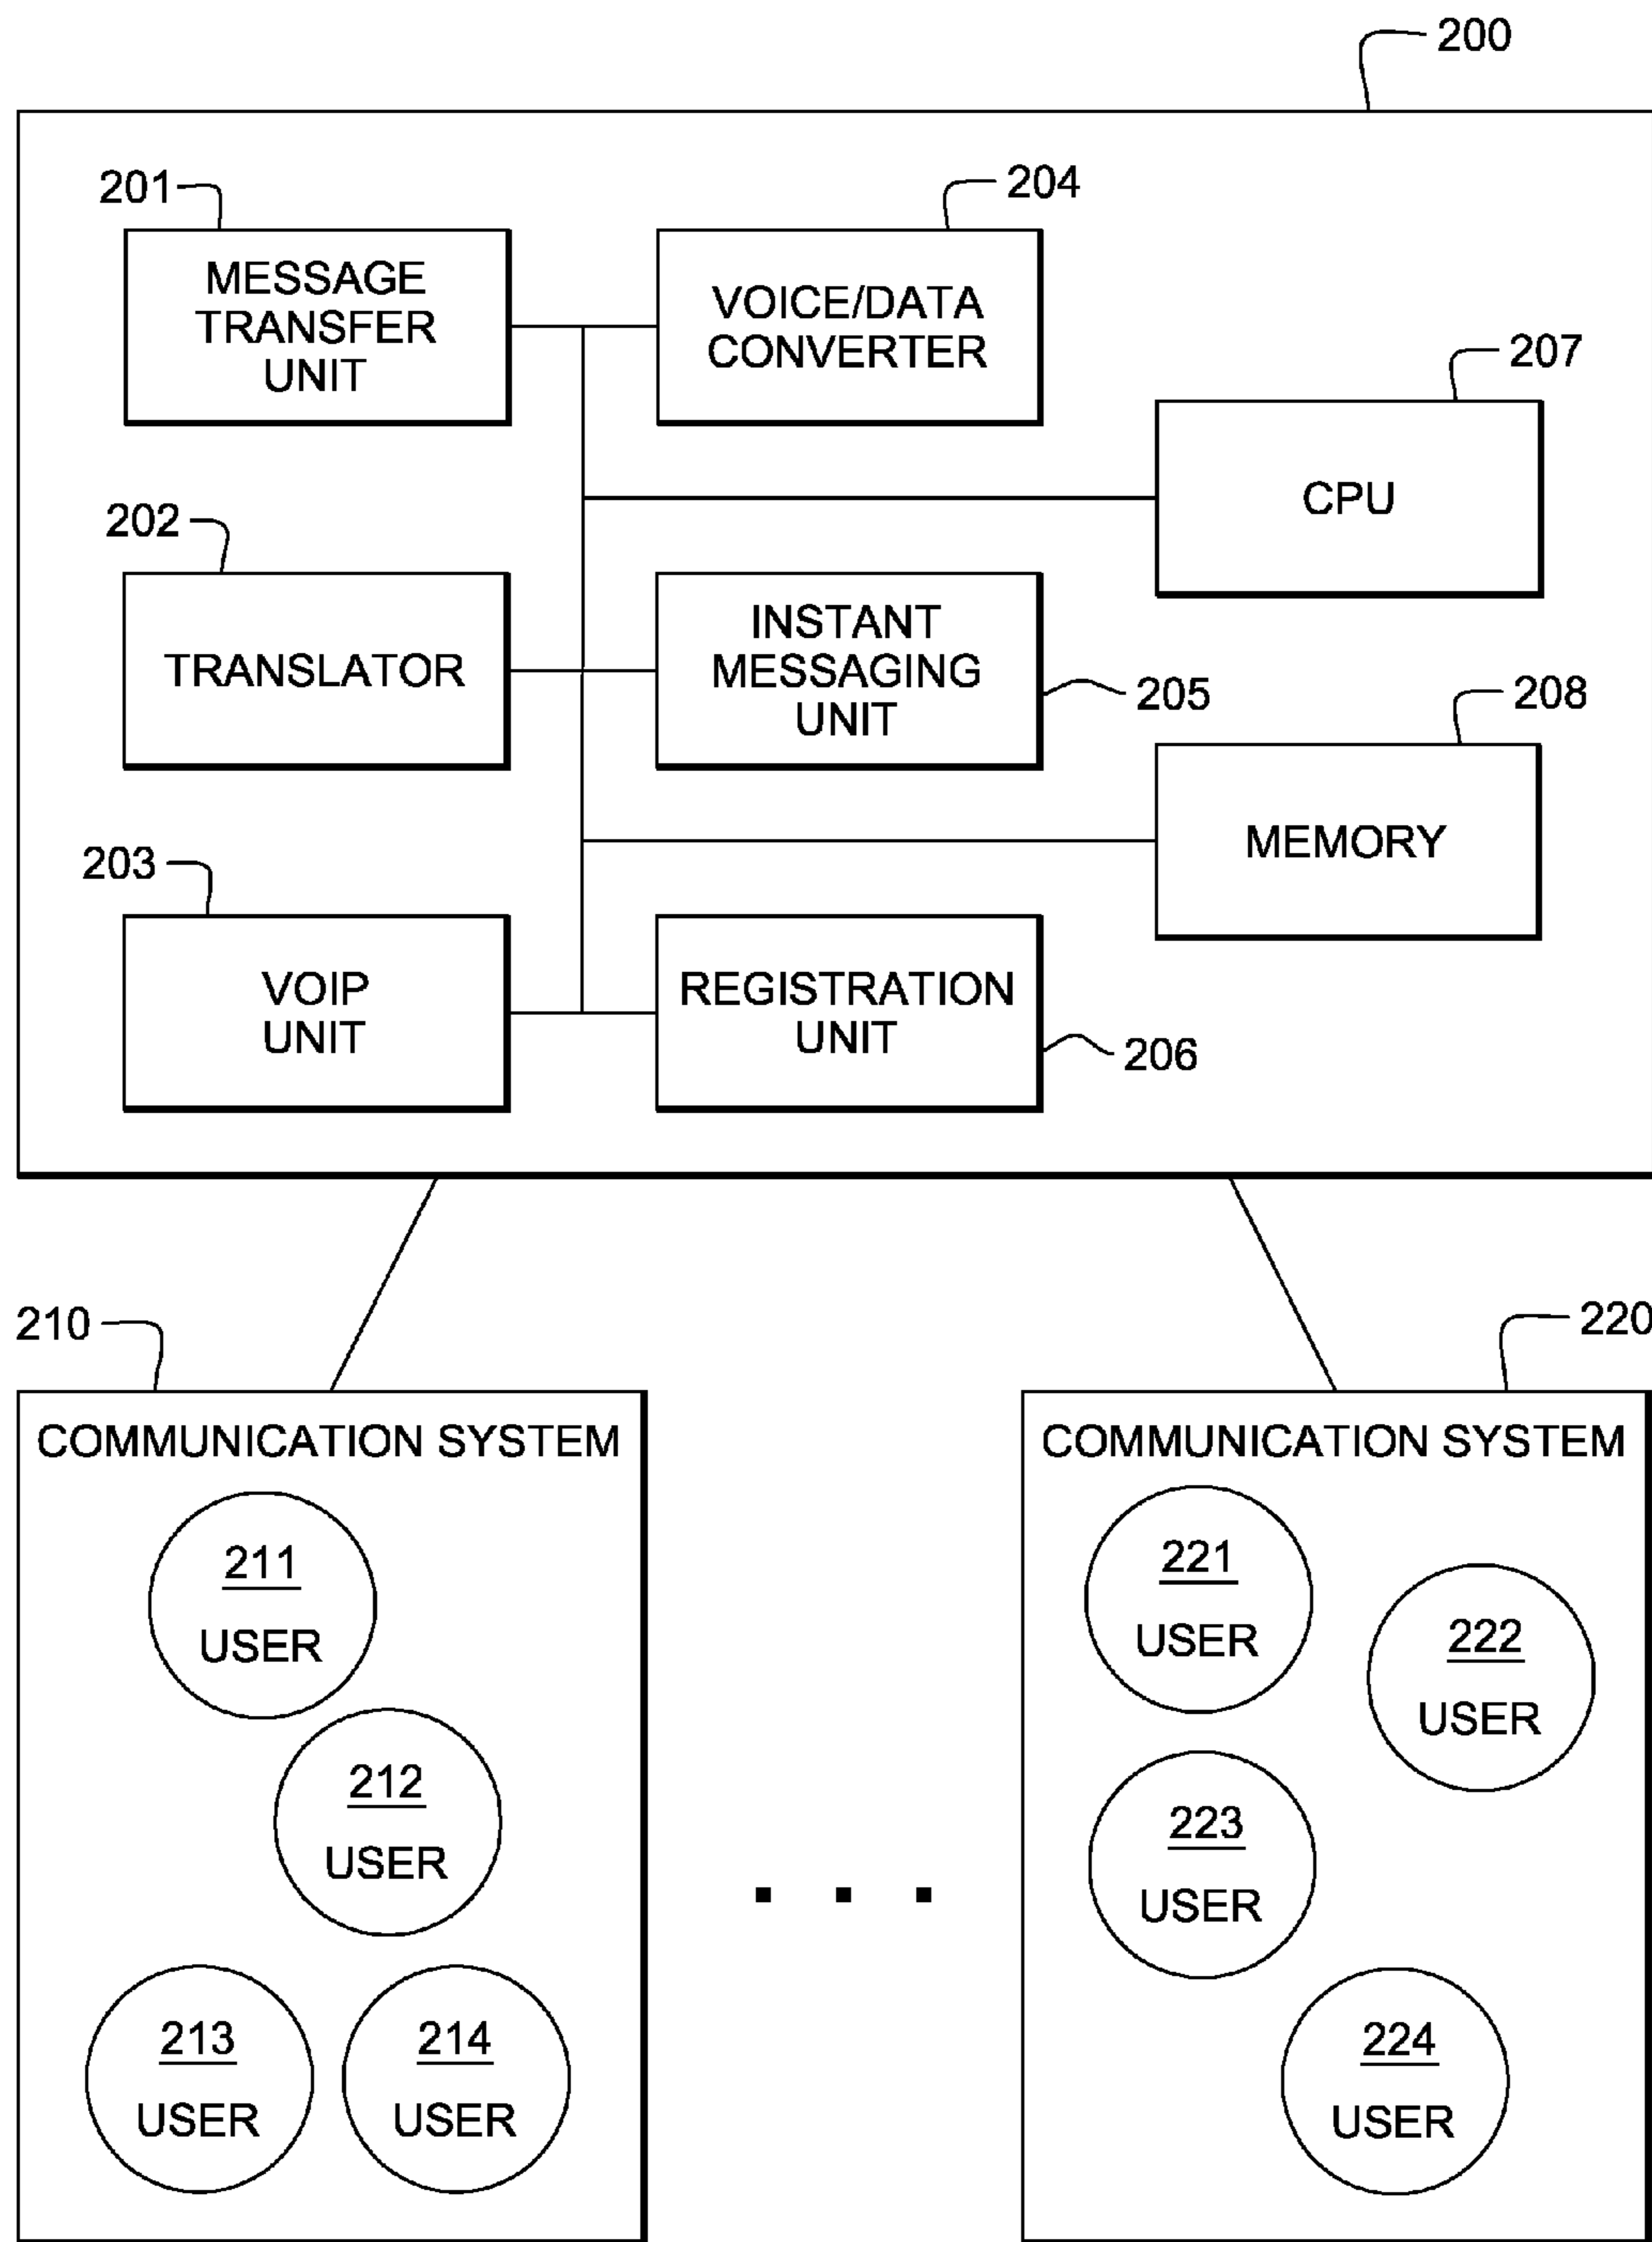 200
201
204
MESSAGE
TRANSFER
UNIT
VOICE/DATA
CONVERTER
207
CPU
202
TRANSLATOR
INSTANT
MESSAGING
UNIT
205
208
MEMORY
203
VOIP
UNIT
REGISTRATION
UNIT
206
210
220
COMMUNICATION SYSTEM
211
USER
212
USER
213
USER
214
USER
. . .
COMMUNICATION SYSTEM
221
USER
222
USER
223
USER
224
USER